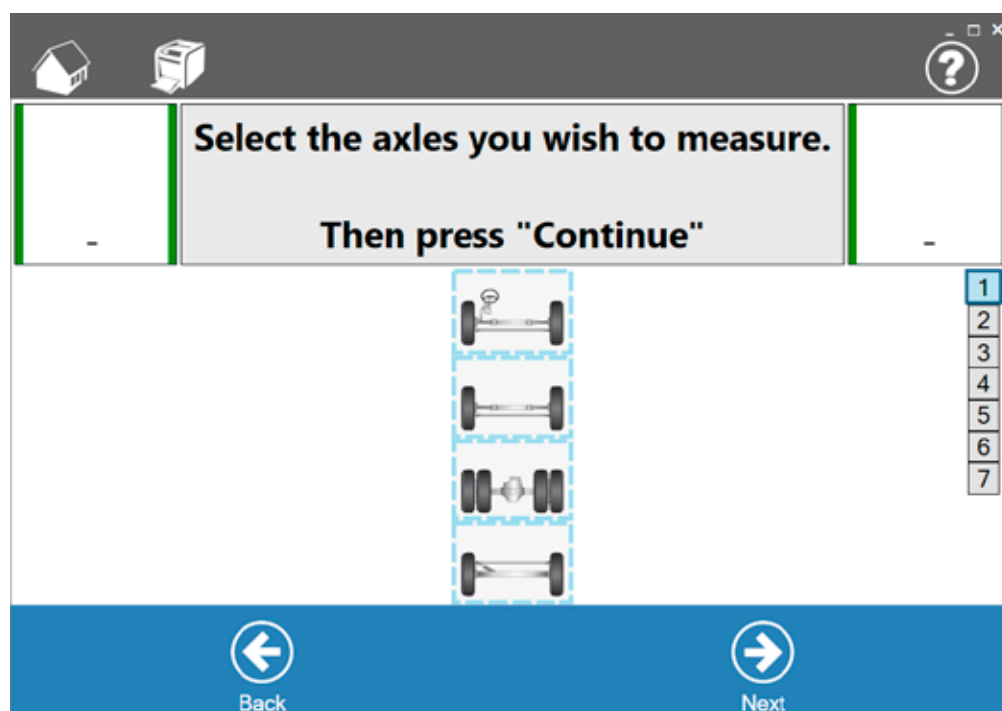 ?
Select the axles you wish to measure.
Then press "Continue"
-
-
1
2
3
4
5
6
7
Back
Next